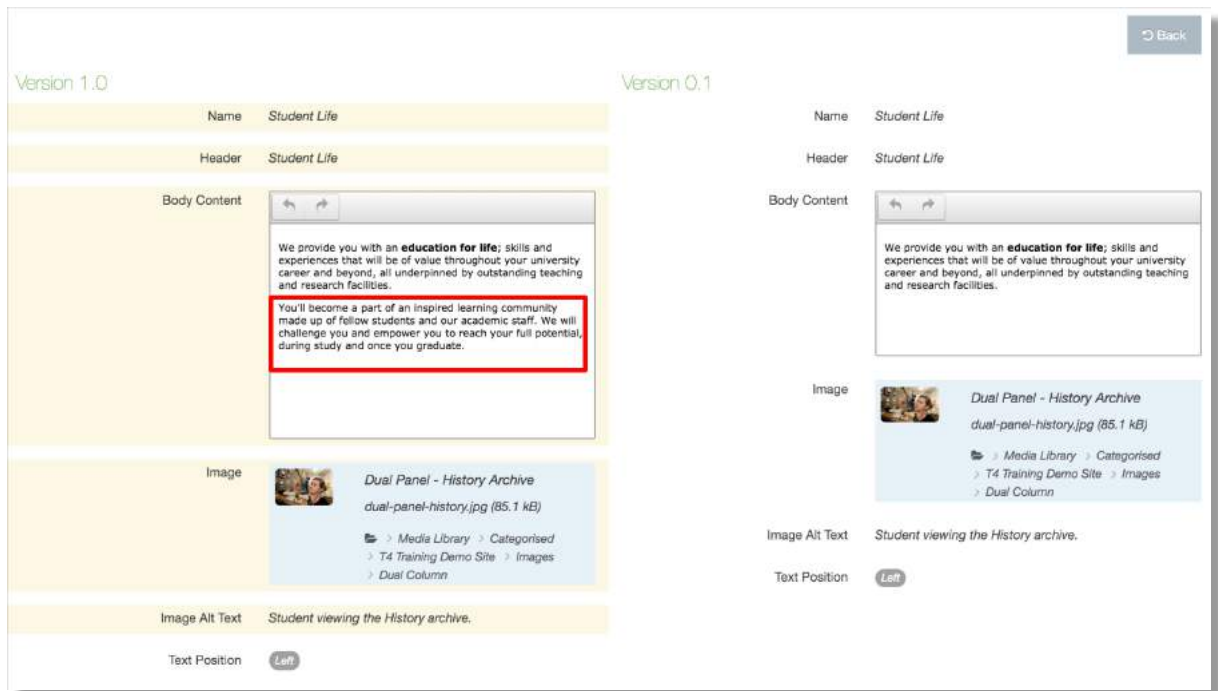 Back
Version 1.0
Name Student Life
Header Student Life
Body Content
We provide you with an education for life; skills and
experiences that will be of value throughout your university
career and beyond, all underpinned by outstanding teaching
and research facilities.
You'll become a part of an inspired learning community
made up of fellow students and our academic staff. We will
challenge you and empower you to reach your full potential,
during study and once you graduate.
Image
Dual Panel - History Archive
dual-panel-history.jpg (85.1 kB)
> Media Library > Categorised
> T4 Training Demo Site > Images
> Dual Column
Image Alt Text Student viewing the History archive.
Text Position Left
Version 0.1
Name Student Life
Header Student Life
Body Content
We provide you with an education for life; skills and
experiences that will be of value throughout your university
career and beyond, all underpinned by outstanding teaching
and research facilities.
Image
Dual Panel - History Archive
dual-panel-history.jpg (85.1 kB)
> Media Library > Categorised
> T4 Training Demo Site > Images
> Dual Column
Image Alt Text Student viewing the History archive.
Text Position Left